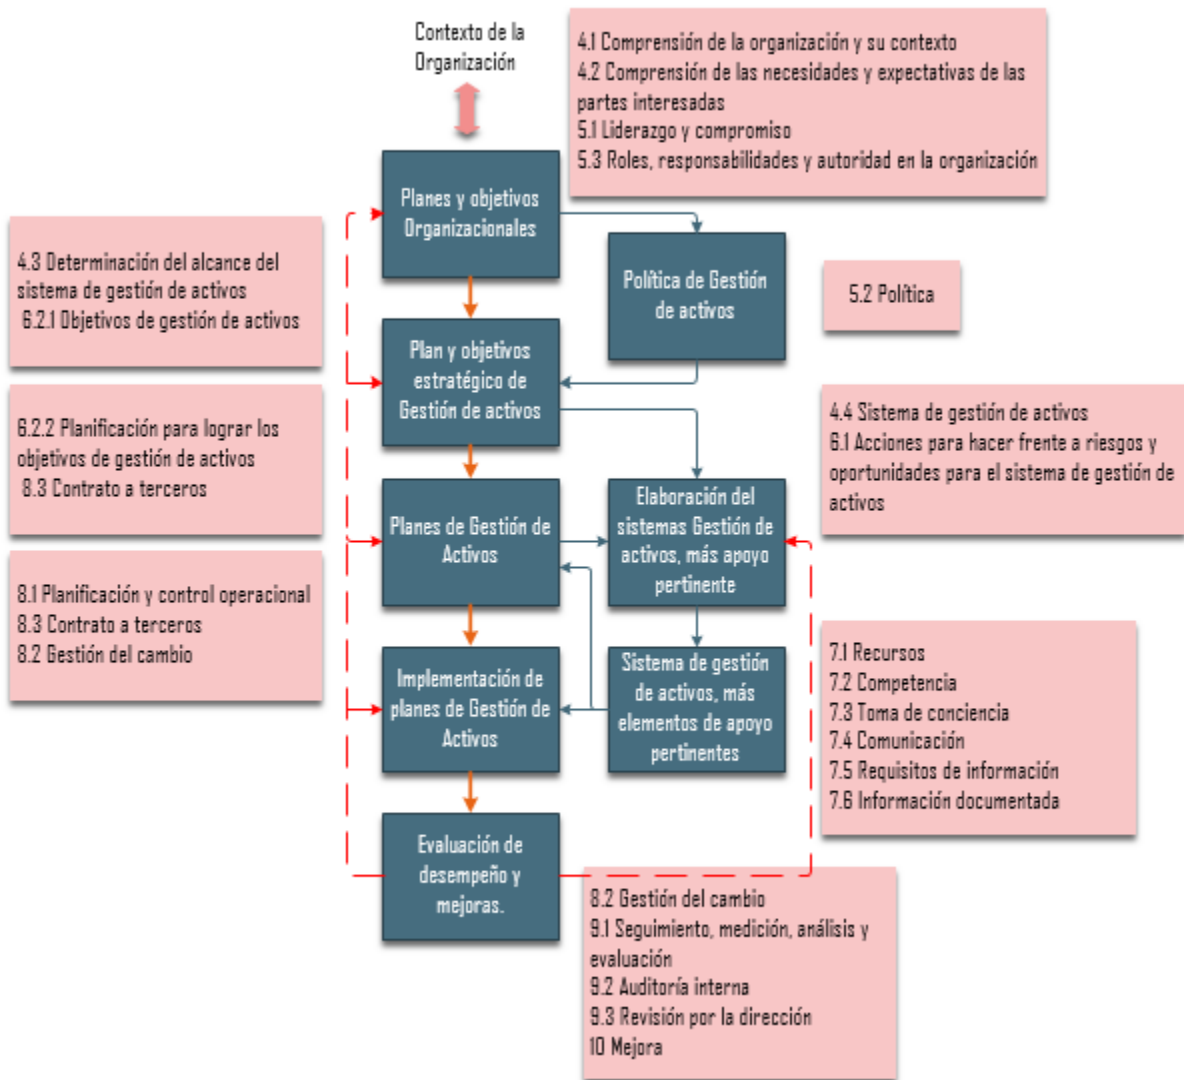 Contexto de la
Organización
4.1 Comprensión de la organización y su contexto
4.2 Comprensión de las necesidades y expectativas de las
partes interesadas
5.1 Liderazgo y compromiso
5.3 Roles, responsabilidades y autoridad en la organización
Planes y objetivos
Organizacionales
4.3 Determinación del alcance del
sistema de gestión de activos
6.2.1 Objetivos de gestión de activos
Política de Gestión
de activos
5.2 Política
Plan y objetivos
estratégico de
Gestión de activos
6.2.2 Planificación para lograr los
objetivos de gestión de activos
8.3 Contrato a terceros
4.4 Sistema de gestión de activos
6.1 Acciones para hacer frente a riesgos y
oportunidades para el sistema de gestión de
activos
Planes de Gestión de
Activos
Elaboración del
sistemas Gestión de
activos, más apoyo
pertinente
8.1 Planificación y control operacional
8.3 Contrato a terceros
8.2 Gestión del cambio
Implementación de
planes de Gestión de
Activos
Sistema de gestión
de activos, más
elementos de apoyo
pertinentes
7.1 Recursos
7.2 Competencia
7.3 Toma de conciencia
7.4 Comunicación
7.5 Requisitos de información
7.6 Información documentada
Evaluación de
desempeño y
mejoras.
8.2 Gestión del cambio
9.1 Seguimiento, medición, análisis y
evaluación
9.2 Auditoría interna
9.3 Revisión por la dirección
10 Mejora